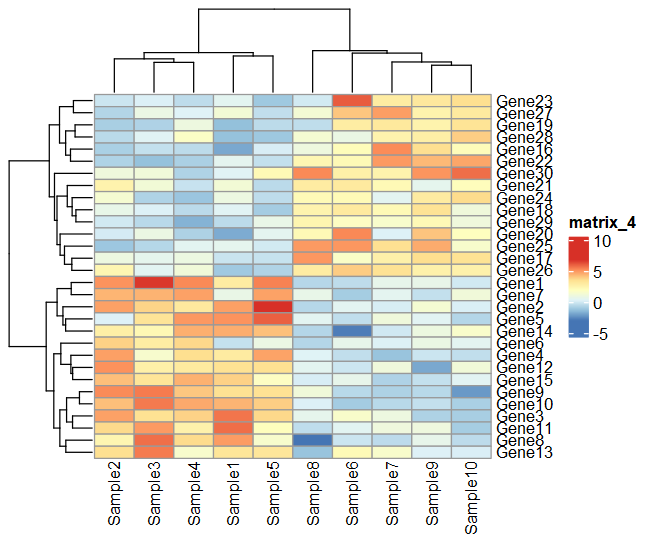 Gene23
Gene27
Gene19
Gene28
Gene16
Gene22
Gene30
Gene21
Gene24
Gene18
Gene29
Gene20
Gene25
Gene17
Gene26
Gene1
Gene7
Gene2
Gene5
Gene14
Gene6
Gene4
Gene12
Gene15
Gene9
Gene10
Gene3
Gene11
Gene8
Gene13
matrix_4
10
5
0
-5
Sample2
Sample3
Sample4
Sample1
Sample5
Sample8
Sample6
Sample7
Sample9
Sample10